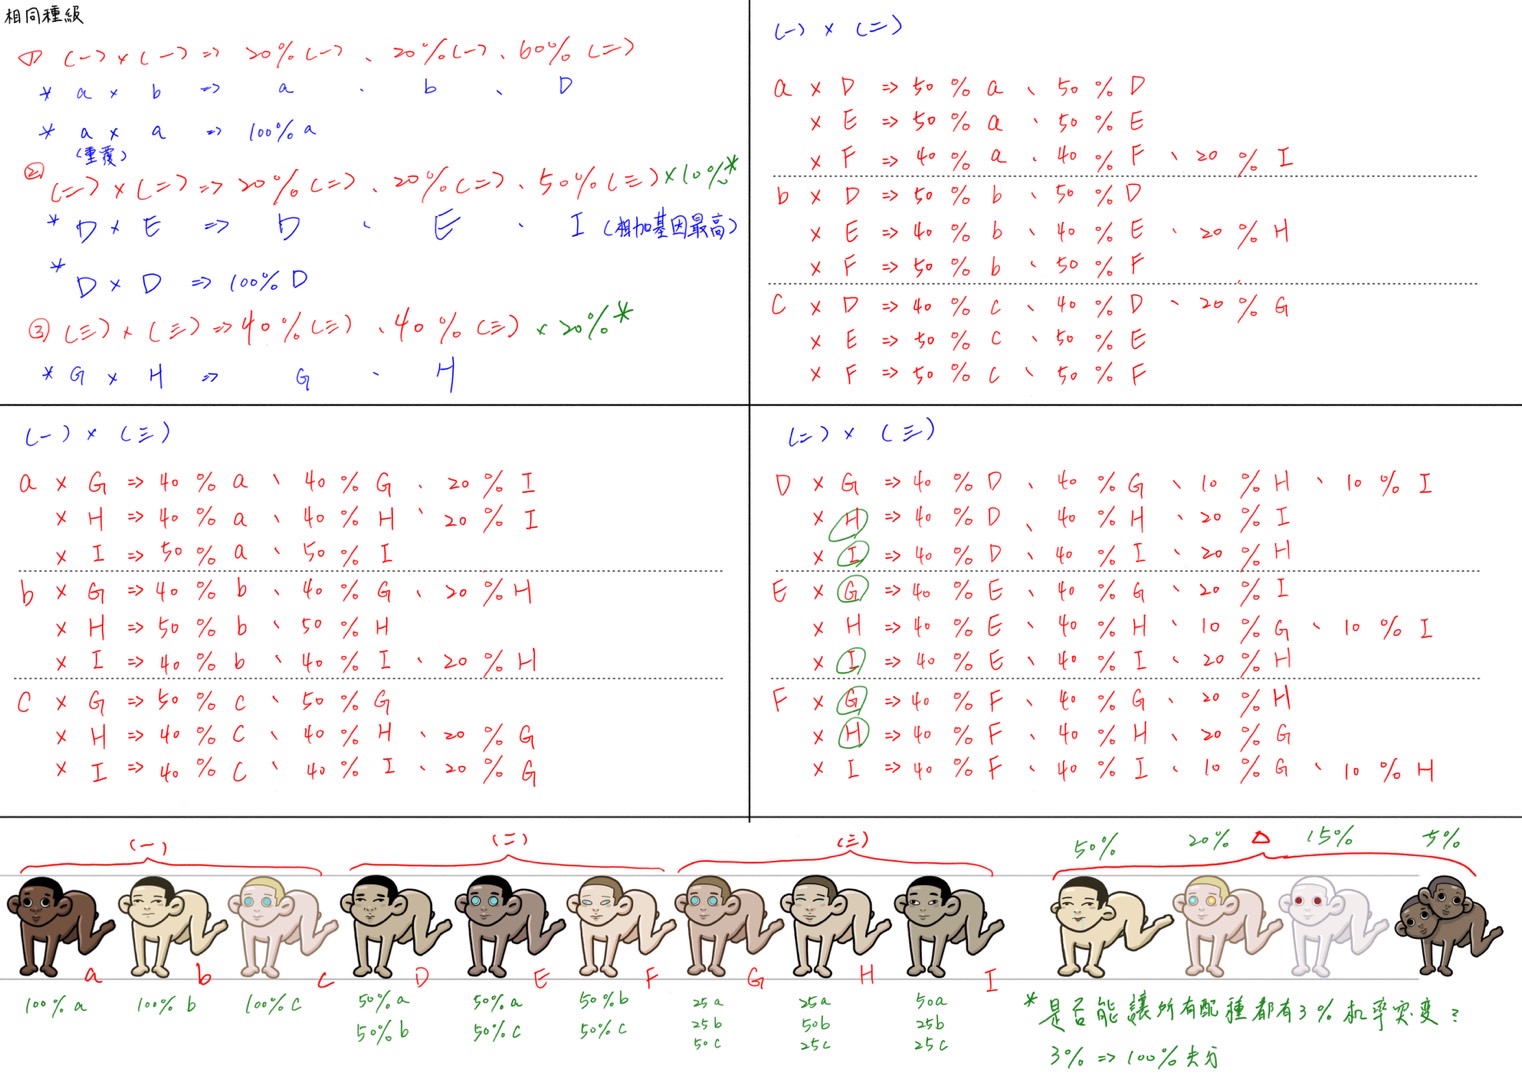 相同種級
① (一) × (一) => 20% (一) 、 20% (一) 、 60% (二)
* a × b => a 、 b 、 D
* a × a => 100% a
(重覆)
② (二) × (二) => 20% (二) 、 20% (二) 、 50% (三) × 10% *
* D × E => D 、 E 、 I (相加基因最高)
* D × D => 100% D
③ (三) × (三) => 40% (三) 、 40% (三) × 20% *
* G × H => G 、 H
(一) × (二)
a × D => 50 % a 、 50 % D
× E => 50 % a 、 50 % E
× F => 40 % a 、 40 % F 、 20 % I
b × D => 50 % b 、 50 % D
× E => 40 % b 、 40 % E 、 20 % H
× F => 50 % b 、 50 % F
C × D => 40 % c 、 40 % D 、 20 % G
× E => 50 % c 、 50 % E
× F => 50 % c 、 50 % F
(一) × (三)
a × G => 40 % a 、 40 % G 、 20 % I
× H => 40 % a 、 40 % H 、 20 % I
× I => 50 % a 、 50 % I
b × G => 40 % b 、 40 % G 、 20 % H
× H => 50 % b 、 50 % H
× I => 40 % b 、 40 % I 、 20 % H
C × G => 50 % c 、 50 % G
× H => 40 % C 、 40 % H 、 20 % G
× I => 40 % C 、 40 % I 、 20 % G
(二) × (三)
D × G => 40 % D 、 40 % G 、 10 % H 、 10 % I
× H => 40 % D 、 40 % H 、 20 % I
× I => 40 % D 、 40 % I 、 20 % H
E × G => 40 % E 、 40 % G 、 20 % I
× H => 40 % E 、 40 % H 、 10 % G 、 10 % I
× I => 40 % E 、 40 % I 、 20 % H
F × G => 40 % F 、 40 % G 、 20 % H
× H => 40 % F 、 40 % H 、 20 % G
× I => 40 % F 、 40 % I 、 10 % G 、 10 % H
(一) (二) (三) △
50% 20% 15% 5%
a b C D E F G H I
100% a 100% b 100% c
50% a 50% b
50% a 50% c
50% b 50% c
25 a 25 b 50 c
25 a 50 b 25 c
50 a 25 b 25 c
* 是否能讓所有配種都有3%机率突变?
3% => 100% 失分